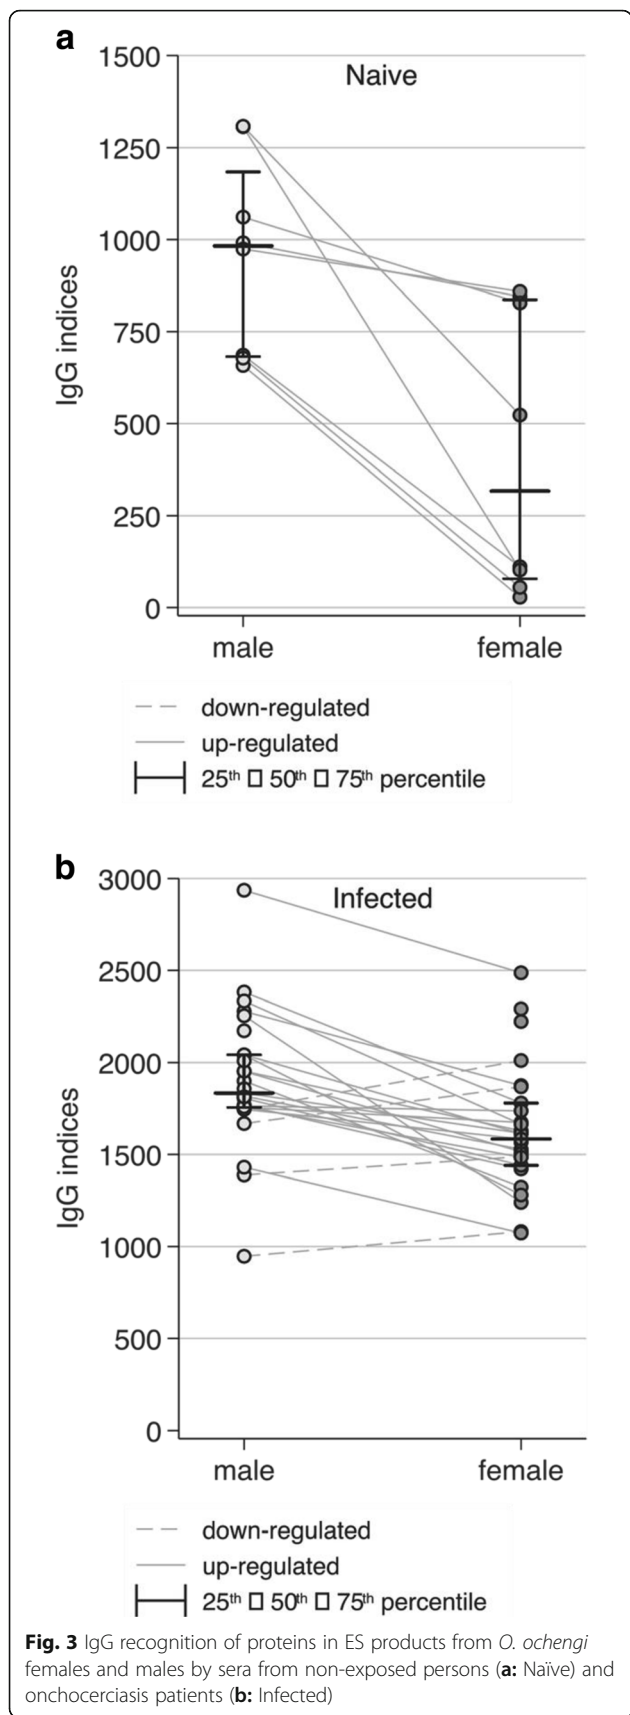 a
1500
Naive
1250
1000
750
500
250
0
IgG indices
male female
down-regulated
up-regulated
25th □ 50th □ 75th percentile
b
3000
Infected
2500
2000
1500
1000
500
0
IgG indices
male female
down-regulated
up-regulated
25th □ 50th □ 75th percentile
Fig. 3 IgG recognition of proteins in ES products from O. ochengi
females and males by sera from non-exposed persons (a: Naïve) and
onchocerciasis patients (b: Infected)